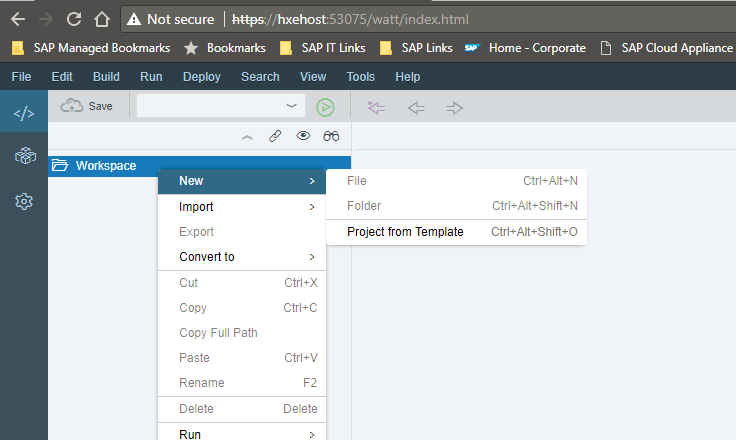 Not secure https://hxehost:53075/watt/index.html
SAP Managed Bookmarks Bookmarks SAP IT Links SAP Links SAP Home - Corporate SAP Cloud Appliance
File Edit Build Run Deploy Search View Tools Help
</> Save
Workspace
New > File Ctrl+Alt+N
Import > Folder Ctrl+Alt+Shift+N
Export Project from Template Ctrl+Alt+Shift+O
Convert to >
Cut Ctrl+X
Copy Ctrl+C
Copy Full Path
Paste Ctrl+V
Rename F2
Delete Delete
Run >